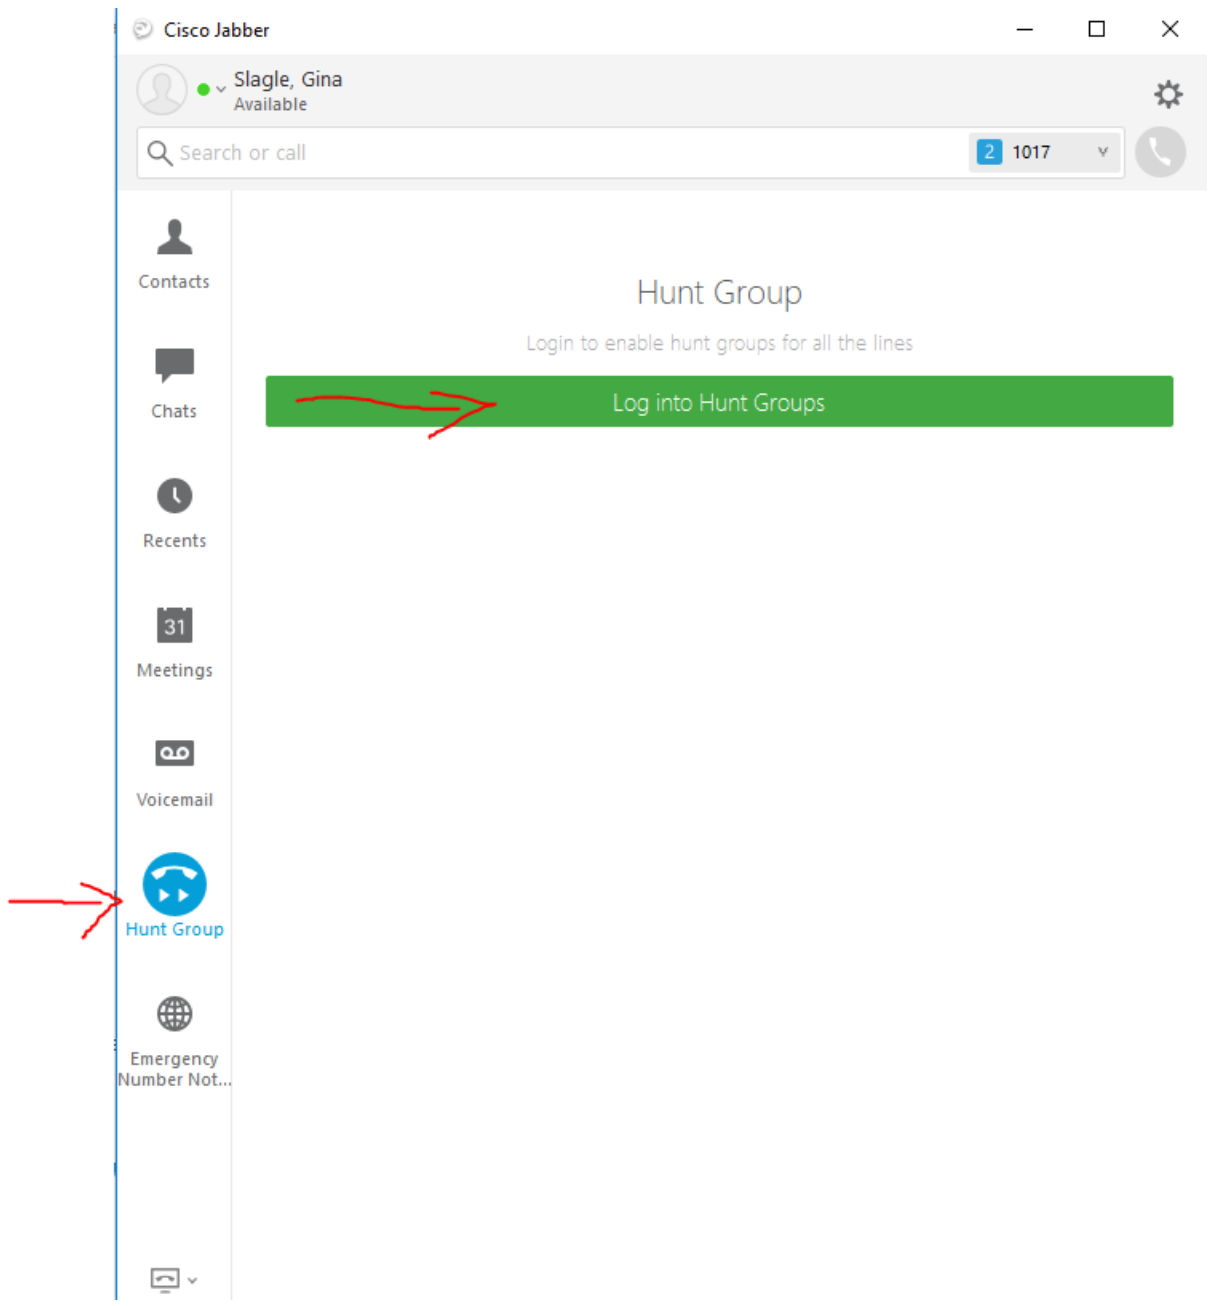 Cisco Jabber
Slagle, Gina
Available
Search or call
2 1017
Contacts
Hunt Group
Login to enable hunt groups for all the lines
Log into Hunt Groups
Chats
Recents
31
Meetings
Voicemail
Hunt Group
Emergency
Number Not...